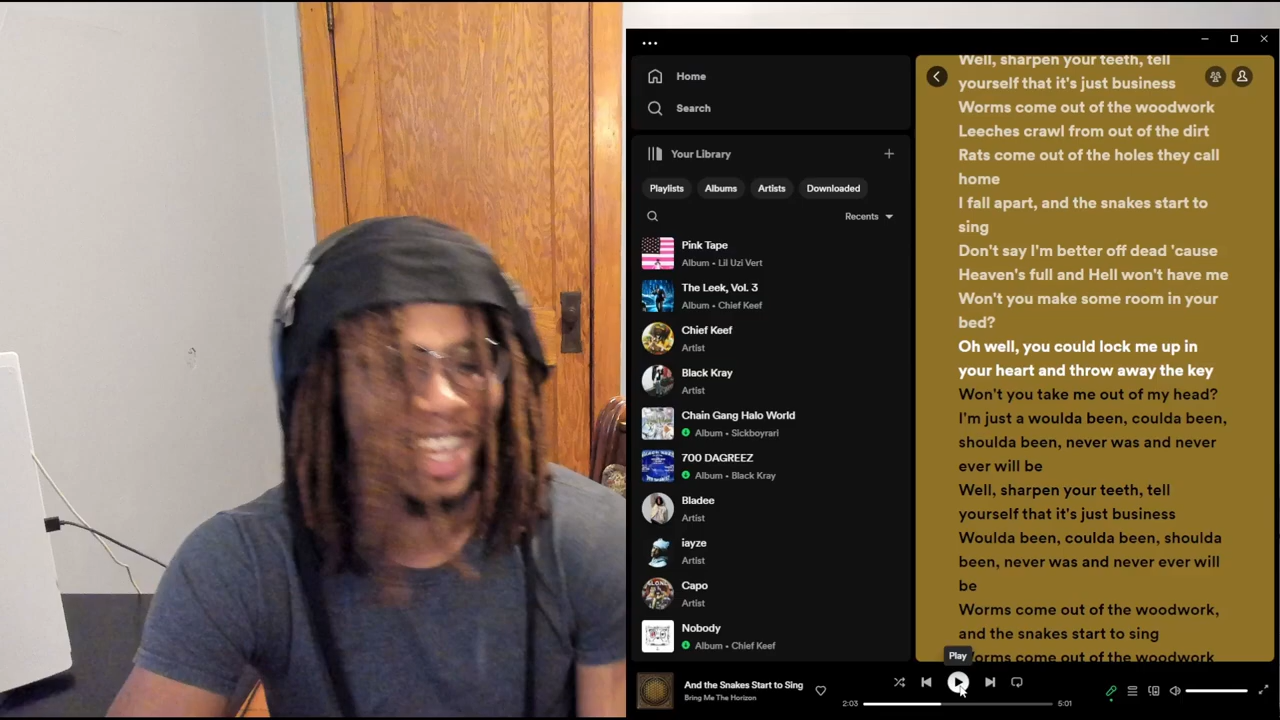 Home
Search
Your Library
Playlists
Albums
Artists
Downloaded
Recents
Pink Tape
Album • Lil Uzi Vert
The Leek, Vol. 3
Album • Chief Keef
Chief Keef
Artist
Black Kray
Artist
Chain Gang Halo World
Album • Sickboyrari
700 DAGREEZ
Album • Black Kray
Bladee
Artist
iayze
Artist
Capo
Artist
Nobody
Album • Chief Keef
Well, sharpen your teeth, tell
yourself that it's just business
Worms come out of the woodwork
Leeches crawl from out of the dirt
Rats come out of the holes they call
home
I fall apart, and the snakes start to
sing
Don't say I'm better off dead 'cause
Heaven's full and Hell won't have me
Won't you make some room in your
bed?
Oh well, you could lock me up in
your heart and throw away the key
Won't you take me out of my head?
I'm just a woulda been, coulda been,
shoulda been, never was and never
ever will be
Well, sharpen your teeth, tell
yourself that it's just business
Woulda been, coulda been, shoulda
been, never was and never ever will
be
Worms come out of the woodwork,
and the snakes start to sing
Worms come out of the woodwork
Play
And the Snakes Start to Sing
Bring Me The Horizon
2:03
5:01